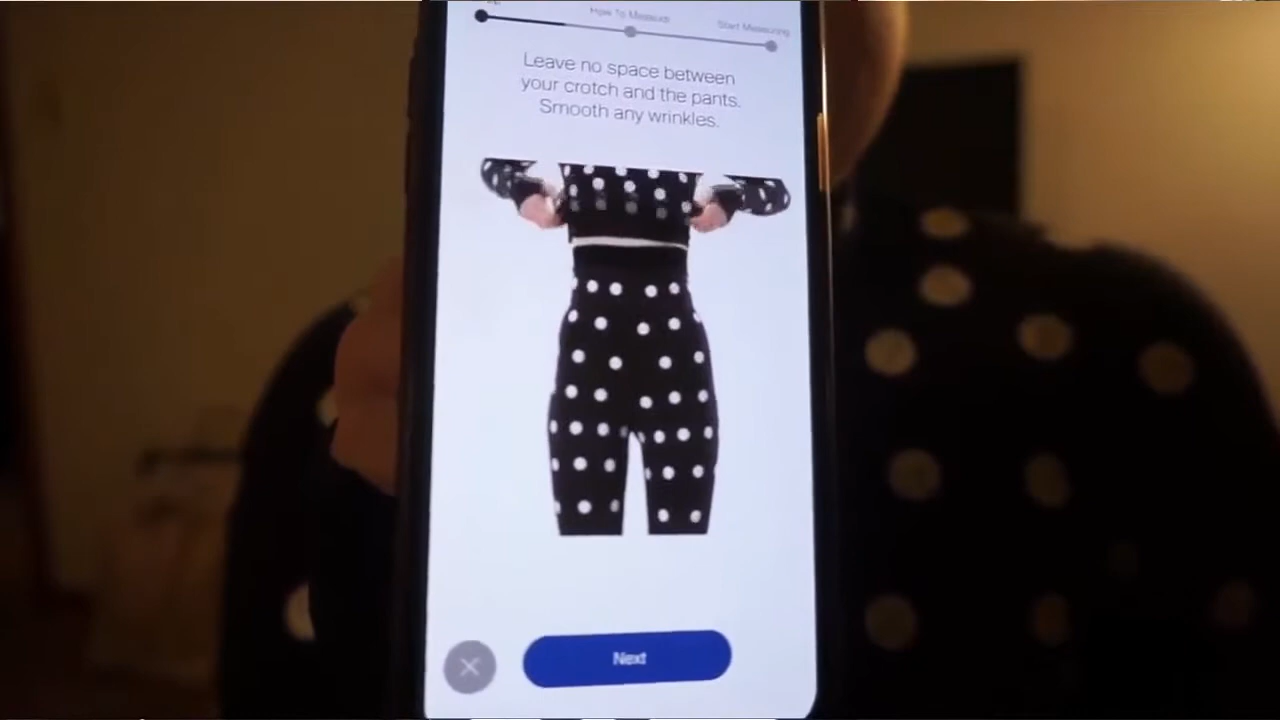 How To Measure
Start Measuring
Leave no space between
your crotch and the pants.
Smooth any wrinkles.
Next